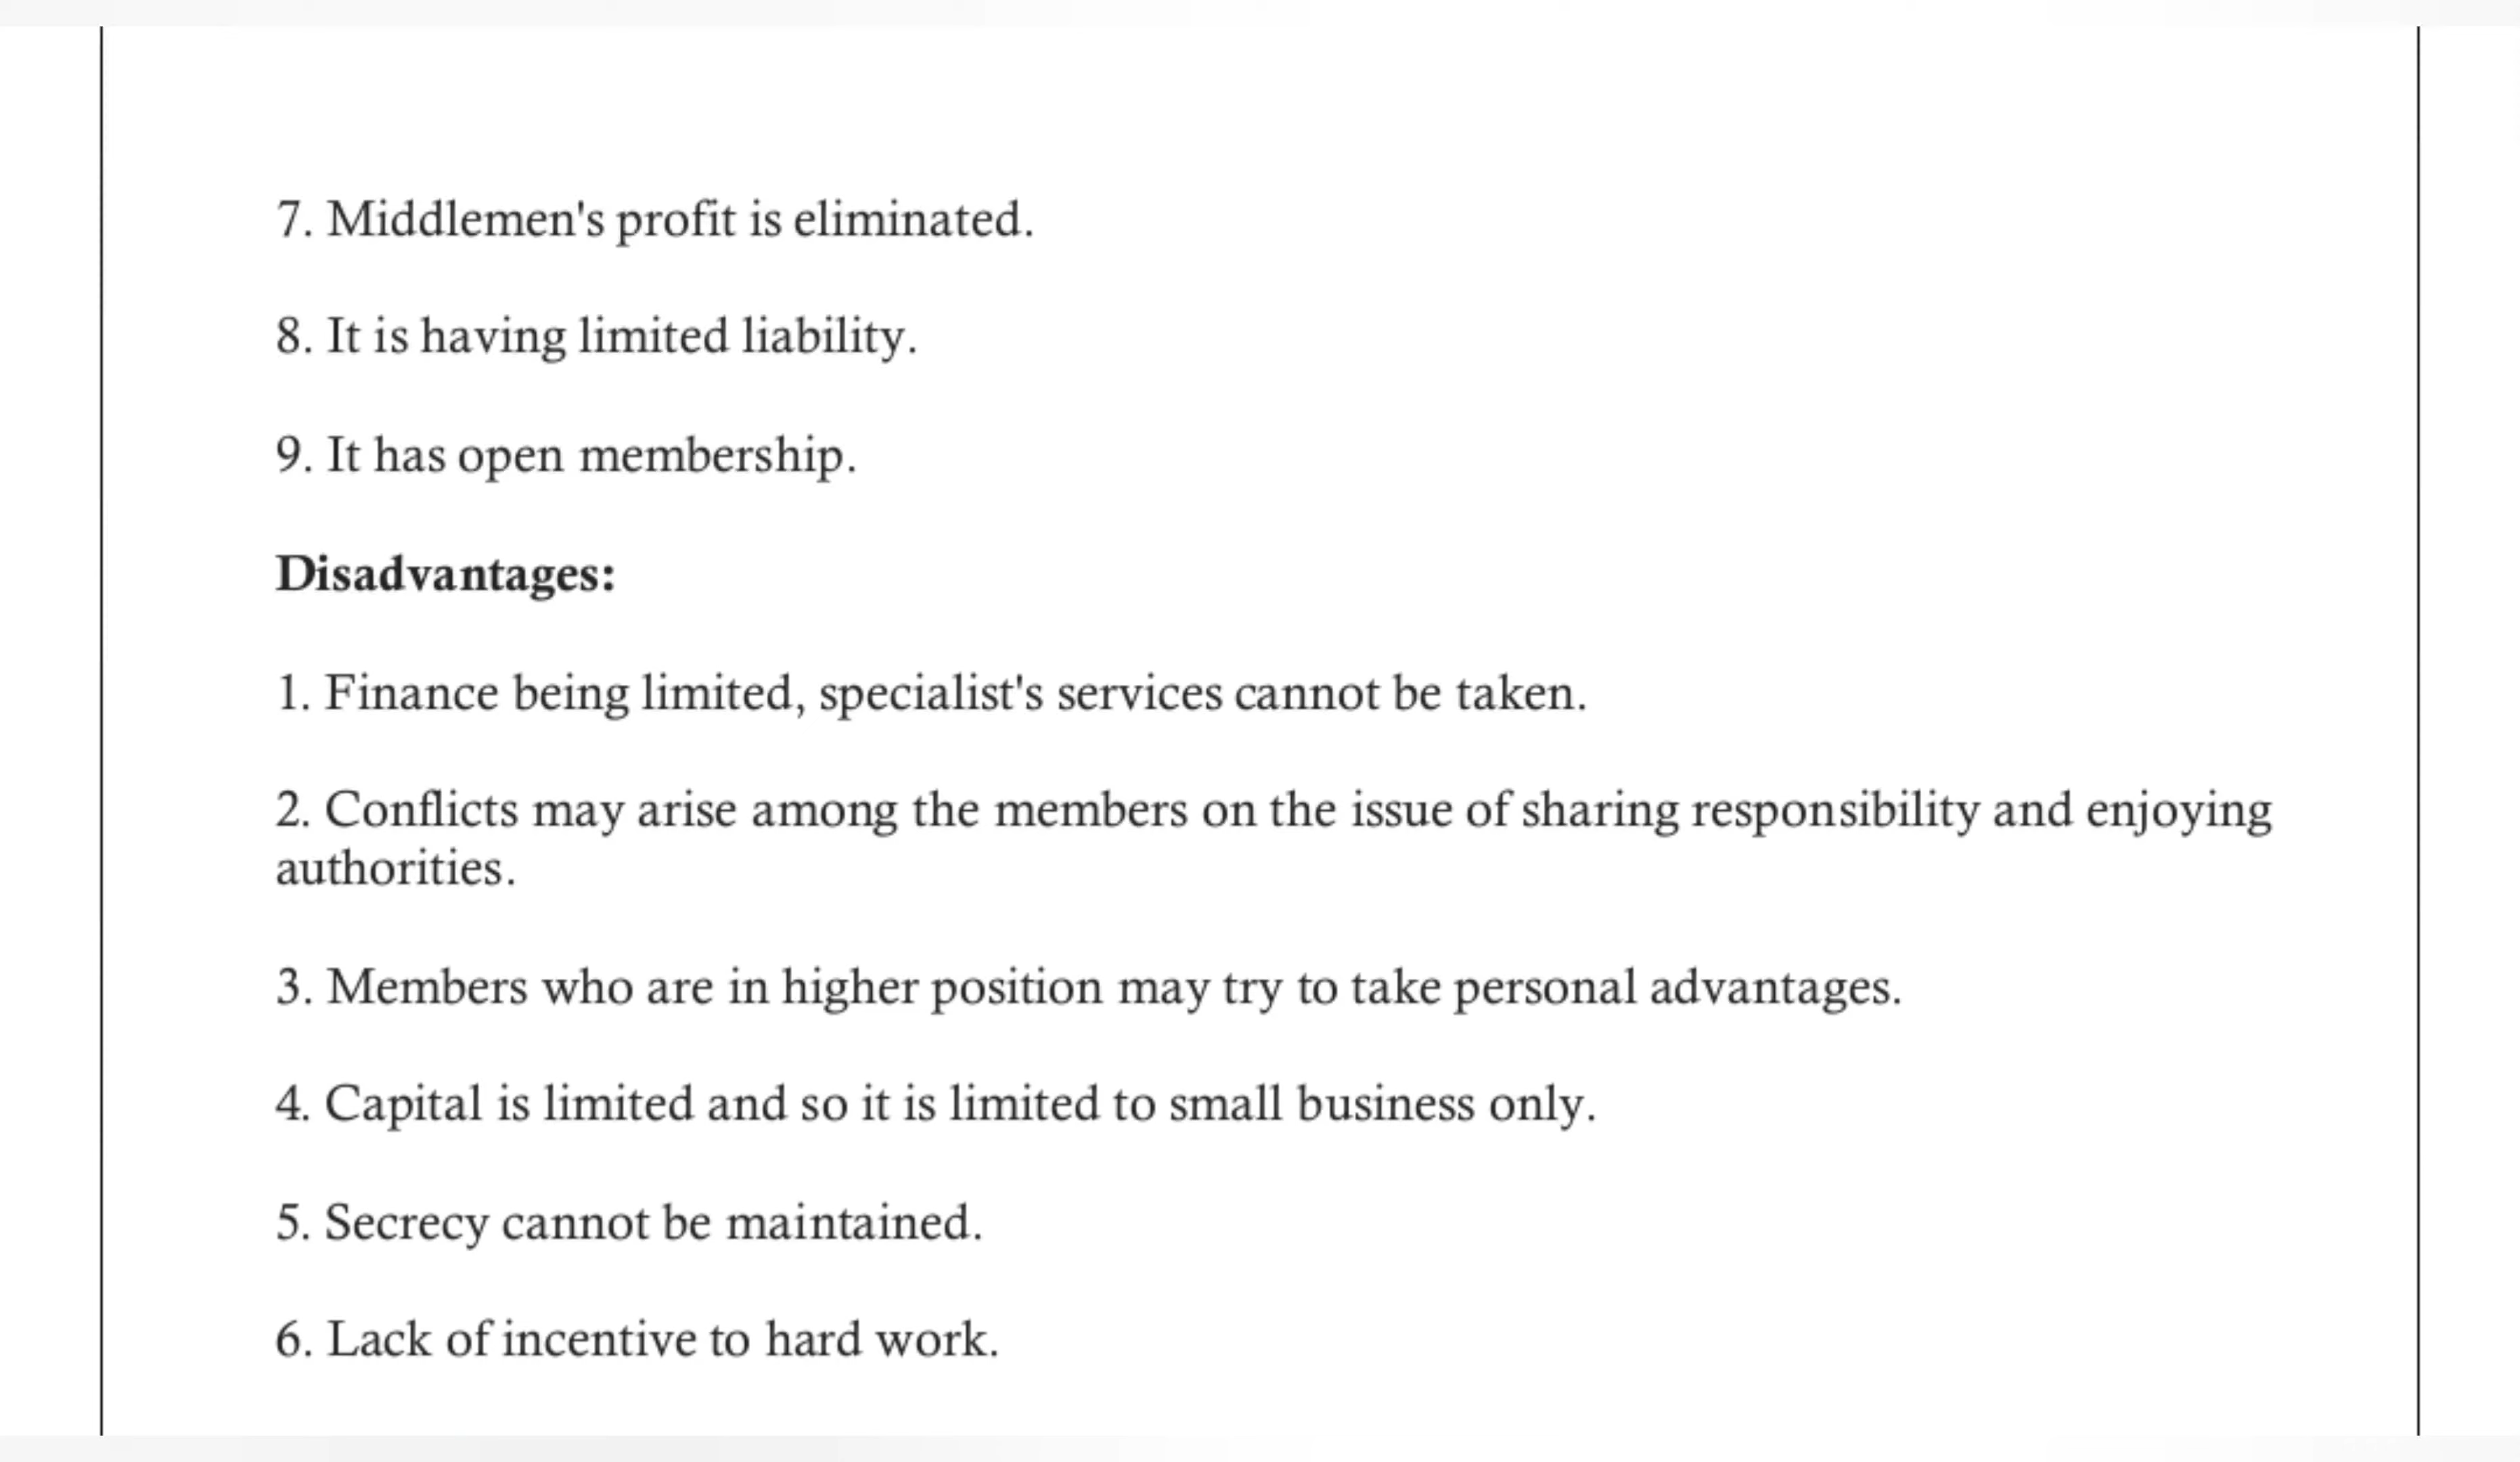 7. Middlemen's profit is eliminated.
8. It is having limited liability.
9. It has open membership.
Disadvantages:
1. Finance being limited, specialist's services cannot be taken.
2. Conflicts may arise among the members on the issue of sharing responsibility and enjoying
authorities.
3. Members who are in higher position may try to take personal advantages.
4. Capital is limited and so it is limited to small business only.
5. Secrecy cannot be maintained.
6. Lack of incentive to hard work.